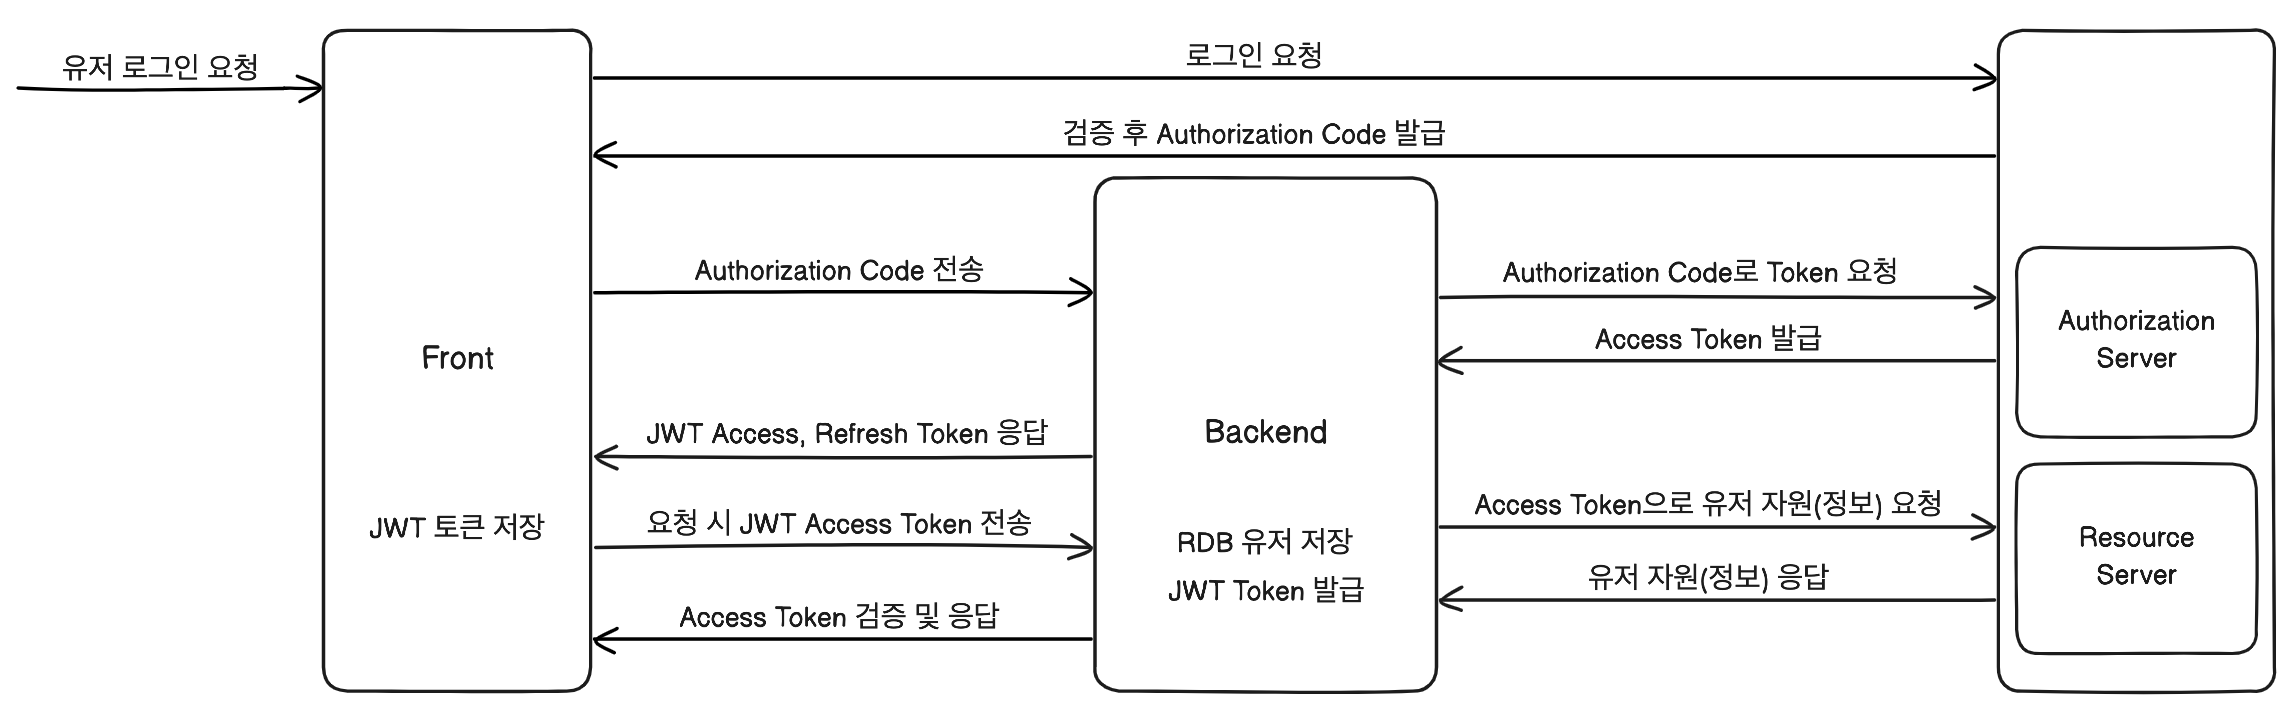 유저 로그인 요청
로그인 요청
검증 후 Authorization Code 발급
Authorization Code 전송
Authorization Code로 Token 요청
Authorization
Server
Access Token 발급
Front
JWT Access, Refresh Token 응답
Backend
Access Token으로 유저 자원(정보) 요청
JWT 토큰 저장
요청 시 JWT Access Token 전송
RDB 유저 저장
JWT Token 발급
Resource
Server
유저 자원(정보) 응답
Access Token 검증 및 응답